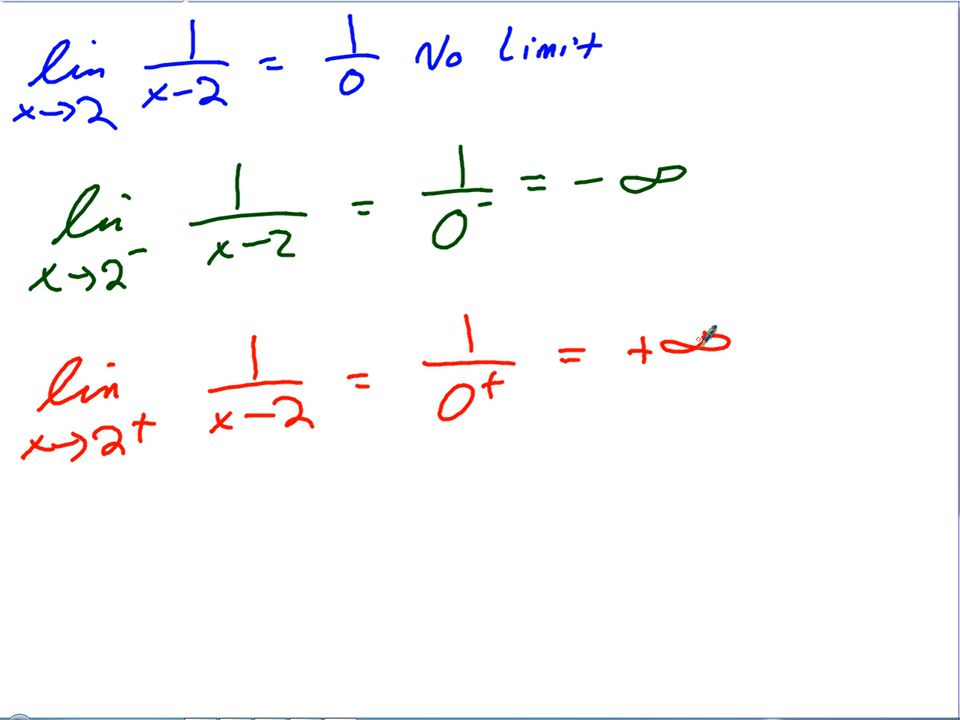 lim x→2 1/(x−2) = 1/0 No Limit
lim x→2⁻ 1/(x−2) = 1/0⁻ = −∞
lim x→2⁺ 1/(x−2) = 1/0⁺ = +∞